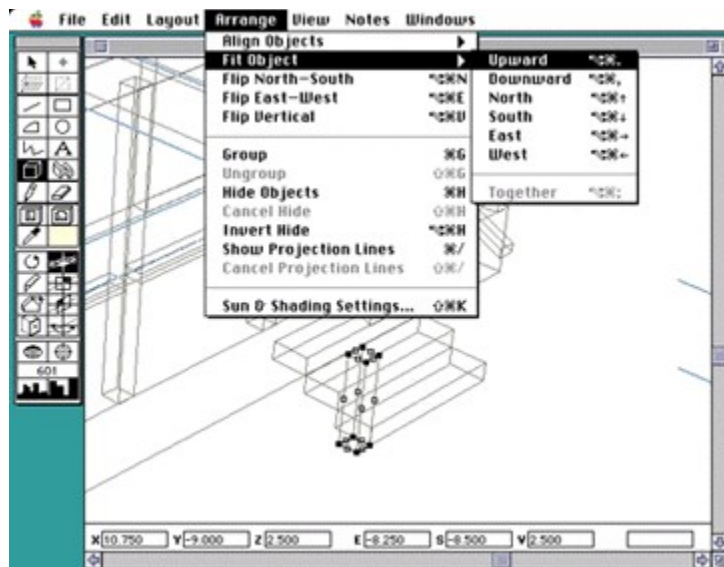 File Edit Layout Arrange View Notes Windows
Align Objects
Fit Object
Flip North-South ⌥⌘N
Flip East-West ⌥⌘E
Flip Vertical ⌥⌘V
Group ⌘G
Ungroup ⇧⌘G
Hide Objects ⌘H
Cancel Hide ⇧⌘H
Invert Hide ⌥⌘H
Show Projection Lines ⌘/
Cancel Projection Lines ⇧⌘/
Sun & Shading Settings... ⇧⌘K
Upward ⌥⌘.
Downward ⌥⌘,
North ⌥⌘↑
South ⌥⌘↓
East ⌥⌘→
West ⌥⌘←
Together ⌥⌘;
A
601
X 10.750 Y -9.000 Z 2.500 E -8.250 S -8.500 V 2.500